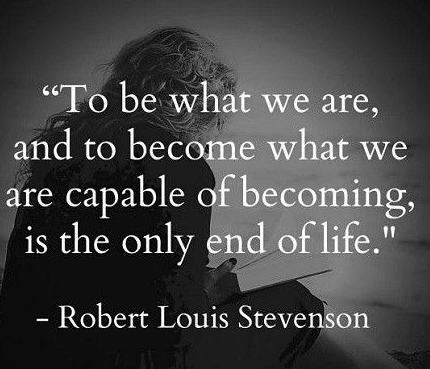 “To be what we are,
and to become what we
are capable of becoming,
is the only end of life."
– Robert Louis Stevenson